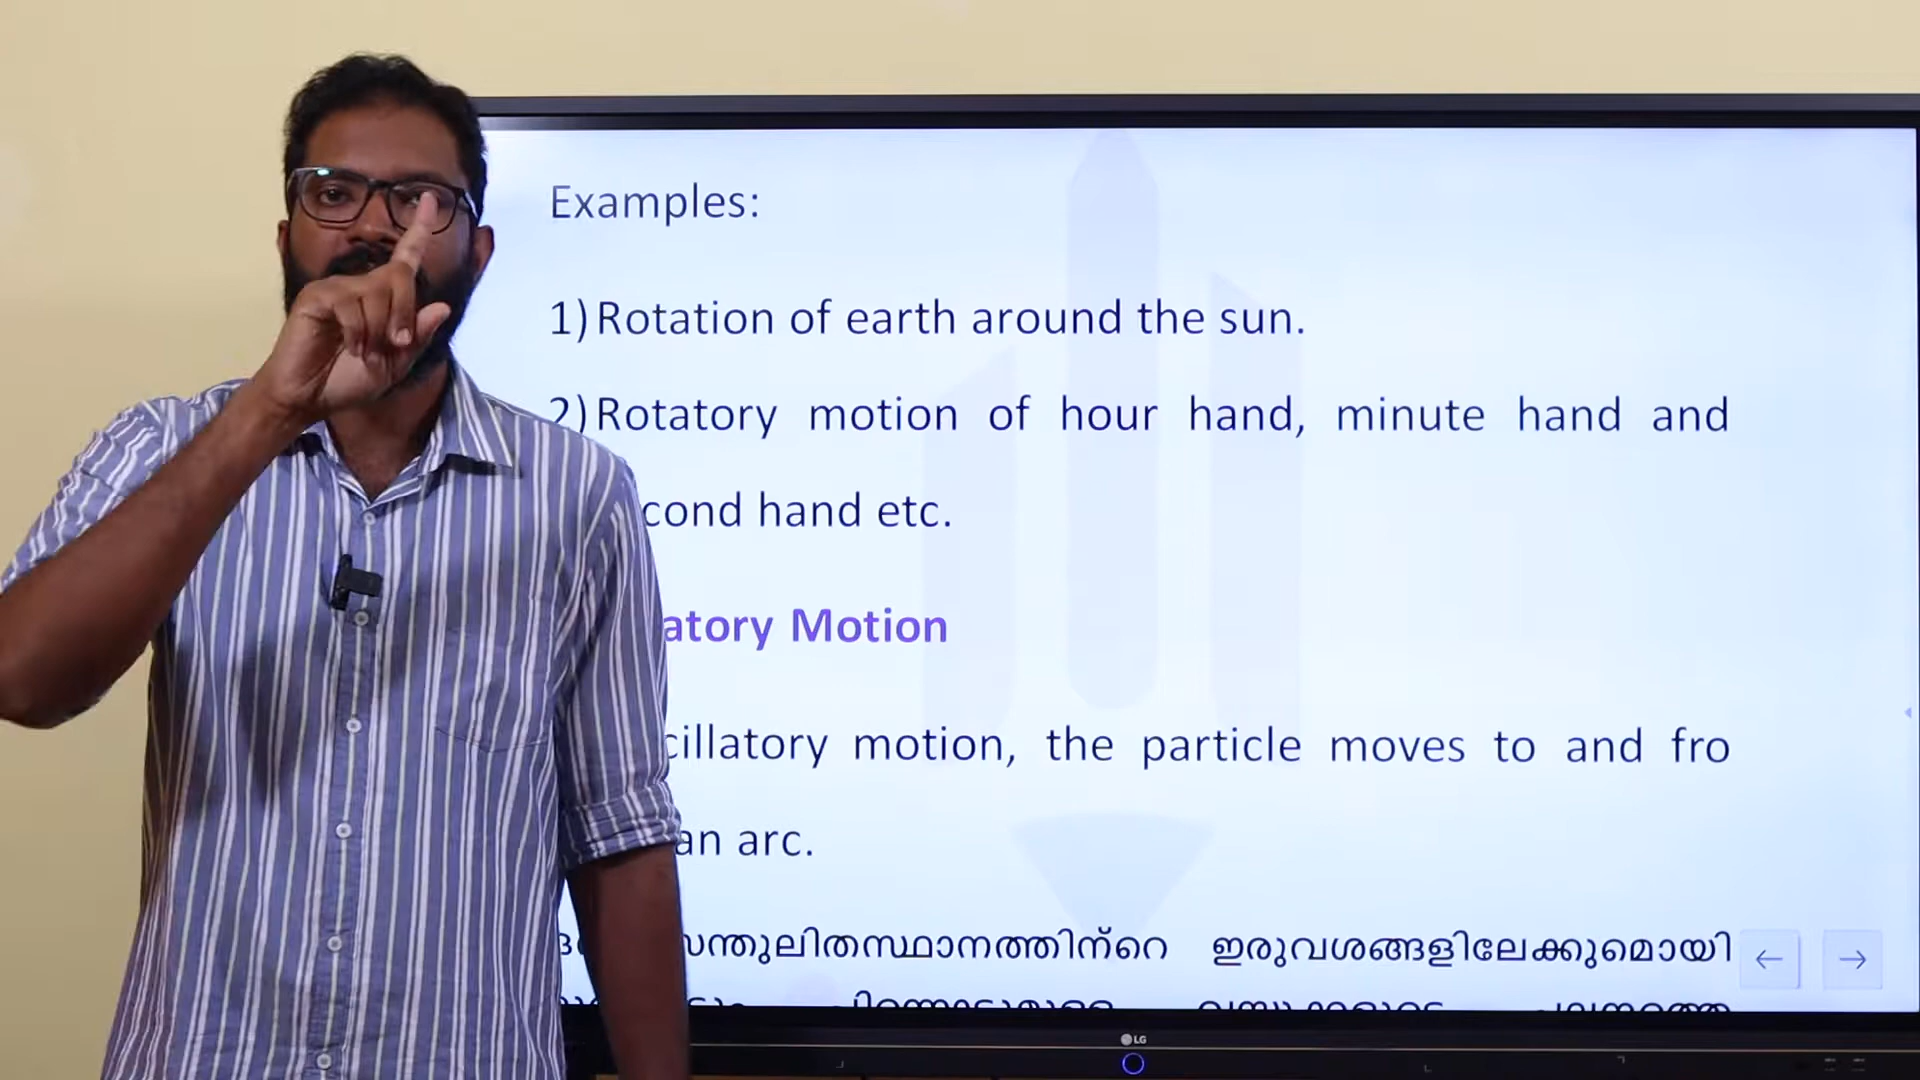 Examples:
1) Rotation of earth around the sun.
2) Rotatory motion of hour hand, minute hand and
cond hand etc.
atory Motion
cillatory motion, the particle moves to and fro
an arc.
സന്തുലിതസ്ഥാനത്തിന്റെ ഇരുവശങ്ങളിലേക്കുമൊയി
LG